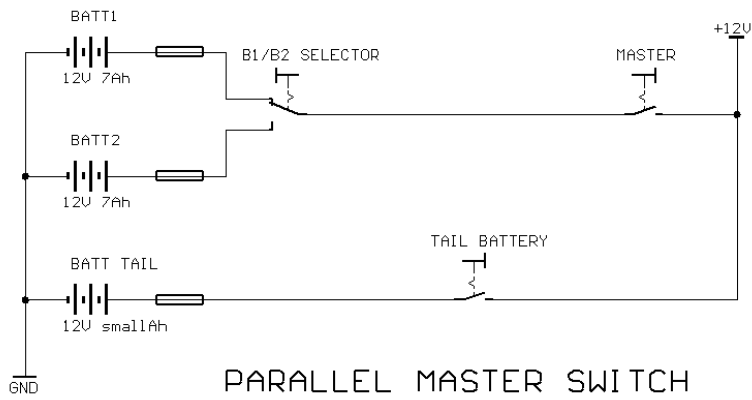 BATT1
+12V
B1/B2 SELECTOR
MASTER
12V 7Ah
BATT2
12V 7Ah
TAIL BATTERY
BATT TAIL
12V smallAh
PARALLEL MASTER SWITCH
GND